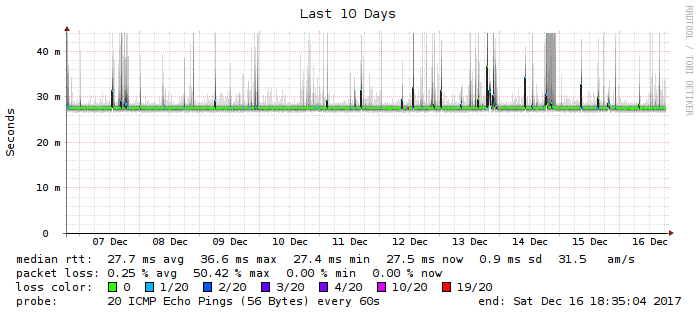 Last 10 Days
RRDTOOL / TOBI OETIKER
Seconds
40 m
30 m
20 m
10 m
0
07 Dec 08 Dec 09 Dec 10 Dec 11 Dec 12 Dec 13 Dec 14 Dec 15 Dec 16 Dec
median rtt: 27.7 ms avg 36.6 ms max 27.4 ms min 27.5 ms now 0.9 ms sd 31.5 am/s
packet loss: 0.25 % avg 50.42 % max 0.00 % min 0.00 % now
loss color: 0 1/20 2/20 3/20 4/20 10/20 19/20
probe: 20 ICMP Echo Pings (56 Bytes) every 60s end: Sat Dec 16 18:35:04 2017